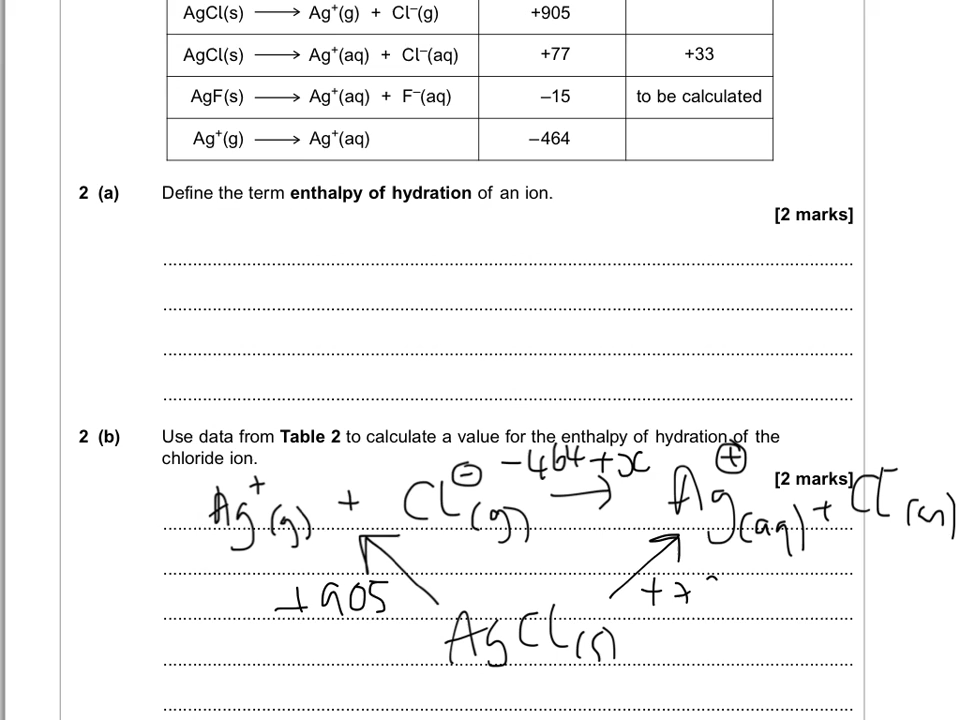 AgCl(s) ⟶ Ag⁺(g) + Cl⁻(g) +905
AgCl(s) ⟶ Ag⁺(aq) + Cl⁻(aq) +77 +33
AgF(s) ⟶ Ag⁺(aq) + F⁻(aq) –15 to be calculated
Ag⁺(g) ⟶ Ag⁺(aq) –464
2 (a) Define the term enthalpy of hydration of an ion.
[2 marks]
2 (b) Use data from Table 2 to calculate a value for the enthalpy of hydration of the
chloride ion.
[2 marks]
−464 + x
Ag⁺(g) + Cl⊖(g) → Ag⊕(aq) + Cl
+905 +7
AgCl(s)